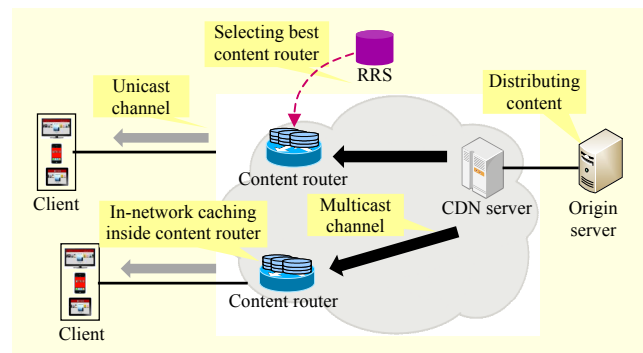 Selecting best
content router
RRS
Unicast
channel
Distributing
content
Client
Content router
CDN server
Origin
server
In-network caching
inside content router
Multicast
channel
Content router
Client